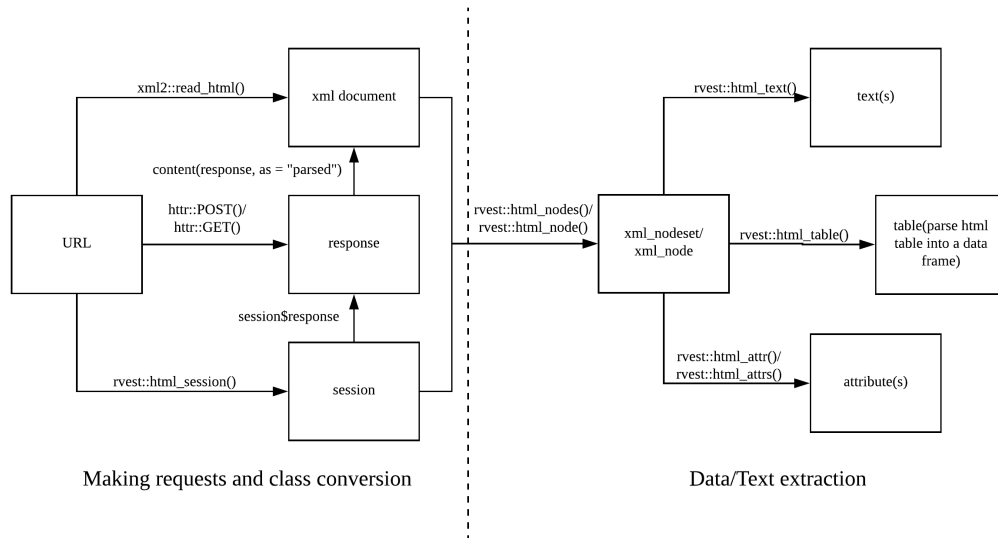 xml2::read_html()
xml document
content(response, as = "parsed")
URL
httr::POST()/
httr::GET()
response
session$response
rvest::html_session()
session
rvest::html_nodes()/
rvest::html_node()
xml_nodeset/
xml_node
rvest::html_text()
text(s)
rvest::html_table()
table(parse html
table into a data
frame)
rvest::html_attr()/
rvest::html_attrs()
attribute(s)
Making requests and class conversion
Data/Text extraction